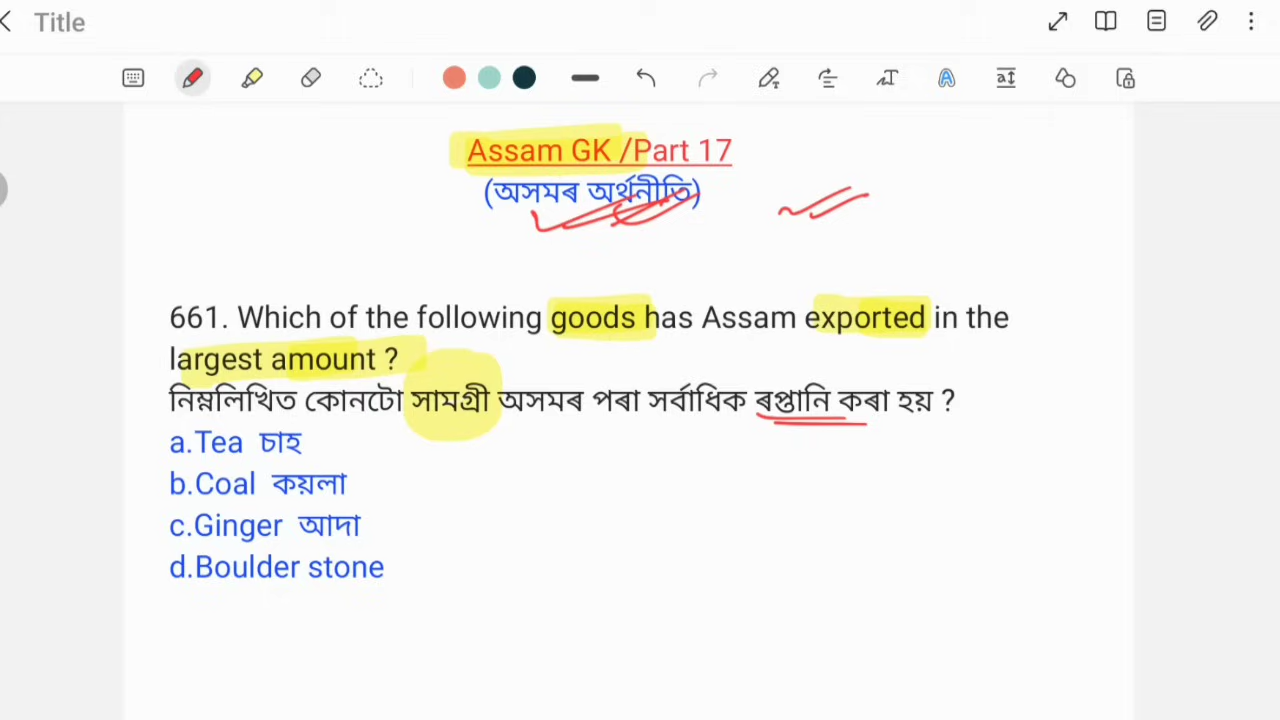 Title
Assam GK /Part 17
(অসমৰ অৰ্থনীতি)
661. Which of the following goods has Assam exported in the
largest amount ?
নিম্নলিখিত কোনটো সামগ্ৰী অসমৰ পৰা সৰ্বাধিক ৰপ্তানি কৰা হয় ?
a.Tea চাহ
b.Coal কয়লা
c.Ginger আদা
d.Boulder stone